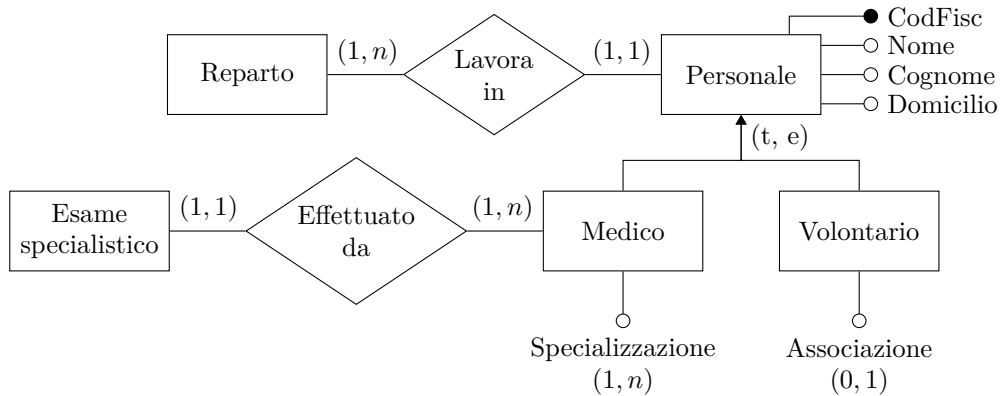 CodFisc
Nome
Cognome
Domicilio
Reparto
(1, n)
Lavora
in
(1, 1)
Personale
(t, e)
Esame
specialistico
(1, 1)
Effettuato
da
(1, n)
Medico
Volontario
Specializzazione
(1, n)
Associazione
(0, 1)